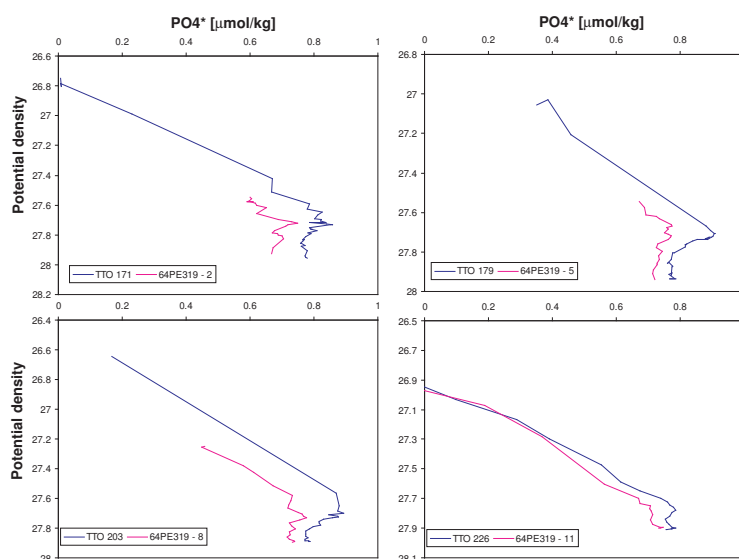 PO4* [μmol/kg]
0 0.2 0.4 0.6 0.8 1
26.6
26.8
27
27.2
27.4
27.6
27.8
28
28.2
Potential density
TTO 171 64PE319 - 2
PO4* [μmol/kg]
0 0.2 0.4 0.6 0.8
26.8
27
27.2
27.4
27.6
27.8
28
TTO 179 64PE319 - 5
0 0.2 0.4 0.6 0.8 1
26.4
26.6
26.8
27
27.2
27.4
27.6
27.8
28
Potential density
TTO 203 64PE319 - 8
0 0.2 0.4 0.6 0.8
26.5
26.7
26.9
27.1
27.3
27.5
27.7
27.9
28.1
TTO 226 64PE319 - 11